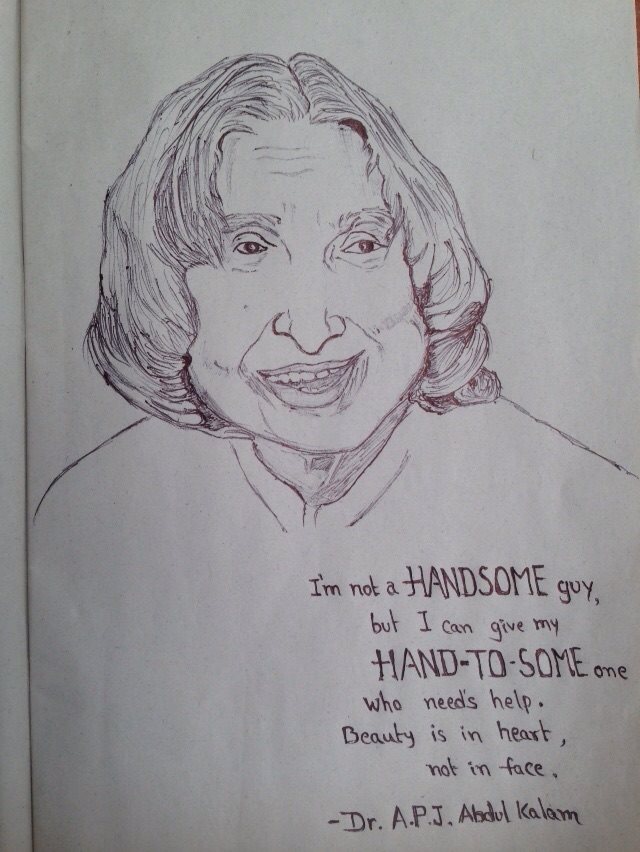 I'm not a HANDSOME guy,
but I can give my
HAND-TO-SOME one
who need's help.
Beauty is in heart,
not in face.
-Dr. A.P.J. Abdul Kalam